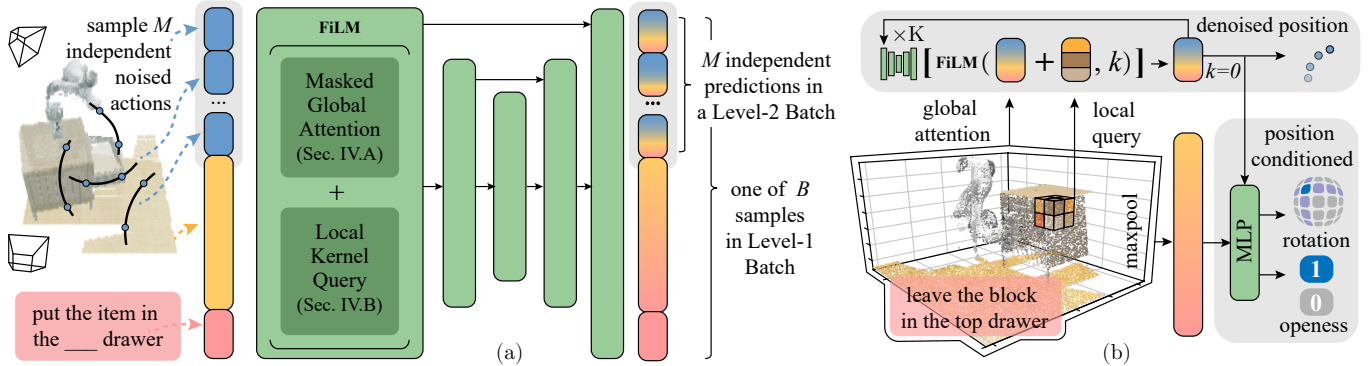 sample M
independent
noised
actions
...
put the item in
the ___ drawer
FiLM
Masked
Global
Attention
(Sec. IV.A)
+
Local
Kernel
Query
(Sec. IV.B)
(a)
...
M independent
predictions in
a Level-2 Batch
one of B
samples
in Level-1
Batch
×K
[FiLM( + , k)]
k=0
denoised position
global
attention
local
query
leave the block
in the top drawer
maxpool
(b)
position
conditioned
MLP
rotation
1
0
openess